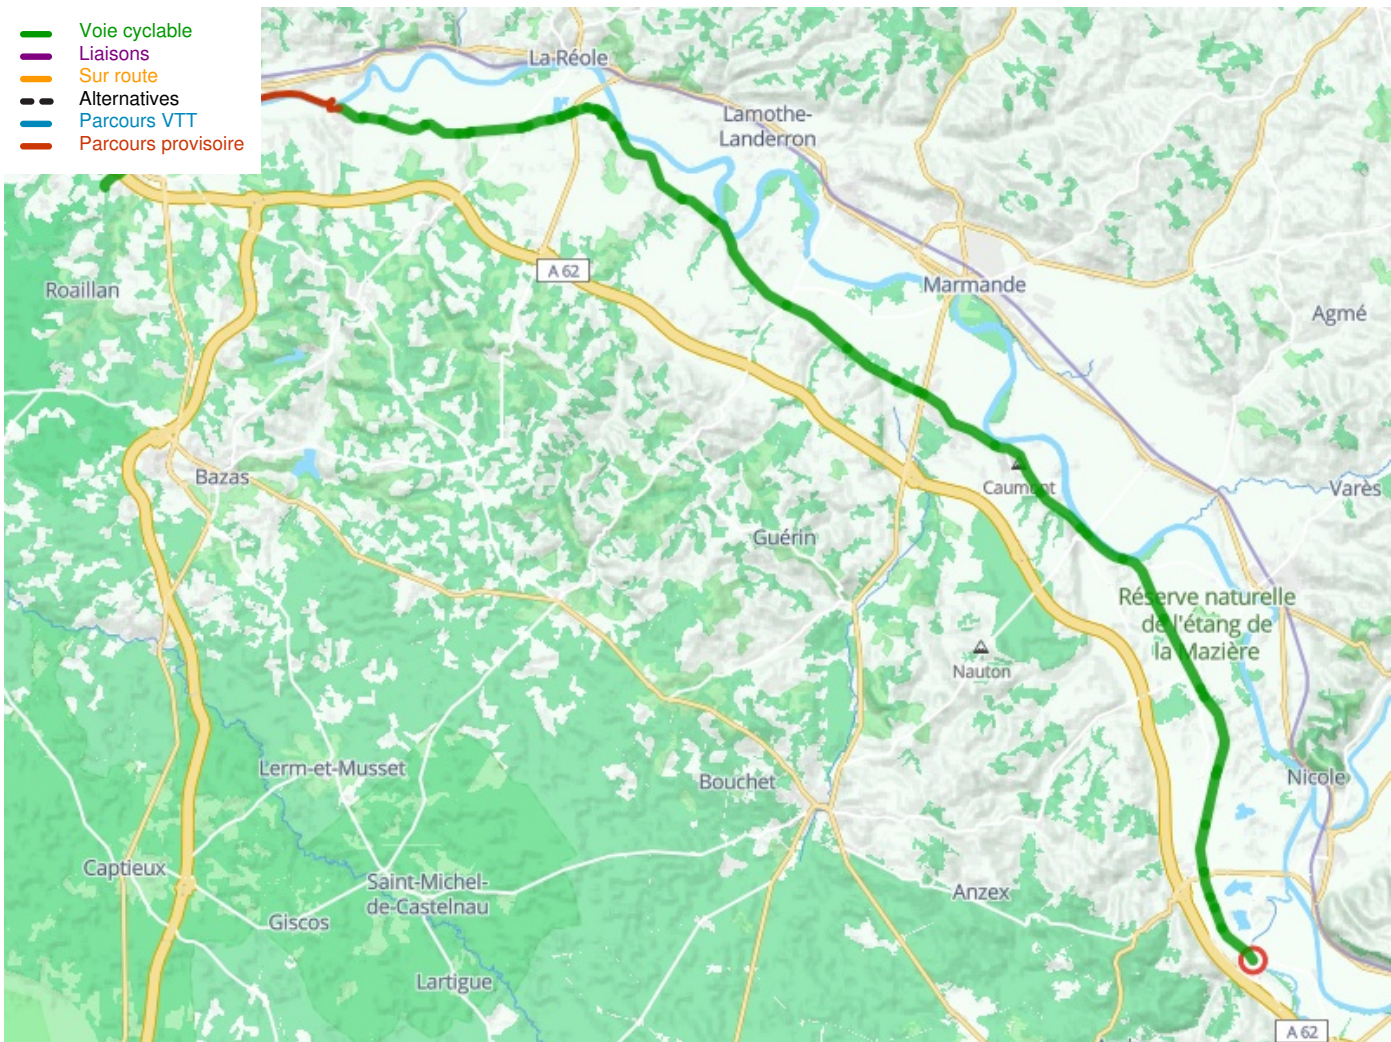 Voie cyclable
Liaisons
Sur route
Alternatives
Parcours VTT
Parcours provisoire
La Réole
Lamothe-
Landerron
A 62
Roaillan
Marmande
Agmé
Bazas
Caumont
Varès
Guérin
Réserve naturelle
de l'étang de
la Mazière
Nauton
Lerm-et-Musset
Bouchet
Nicole
Captieux
Saint-Michel-
de-Castelnau
Anzex
Giscos
Lartigue
A 62